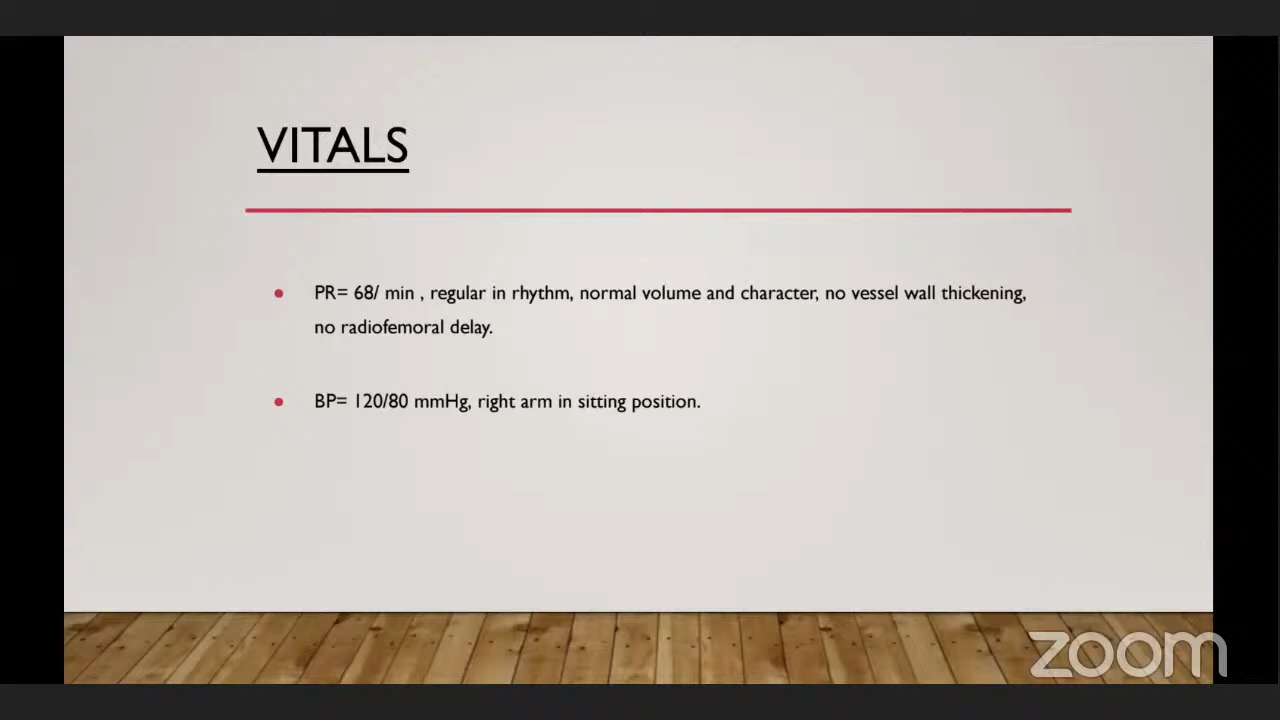 VITALS
PR= 68/ min , regular in rhythm, normal volume and character, no vessel wall thickening,
no radiofemoral delay.
BP= 120/80 mmHg, right arm in sitting position.
zoom